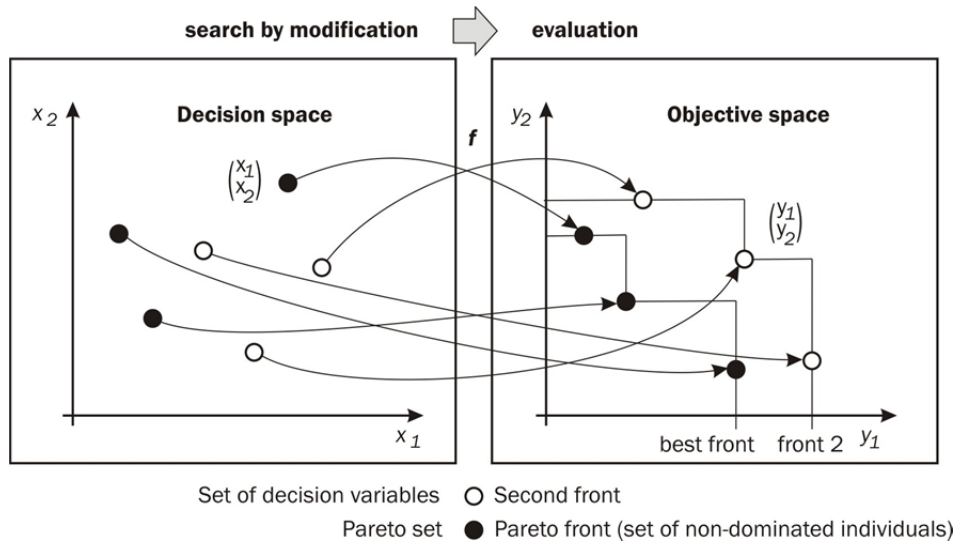 search by modification
evaluation
Decision space
Objective space
x2
y2
f
(x1
x2)
(y1
y2)
x1
best front
front 2
y1
Set of decision variables
Second front
Pareto set
Pareto front (set of non-dominated individuals)